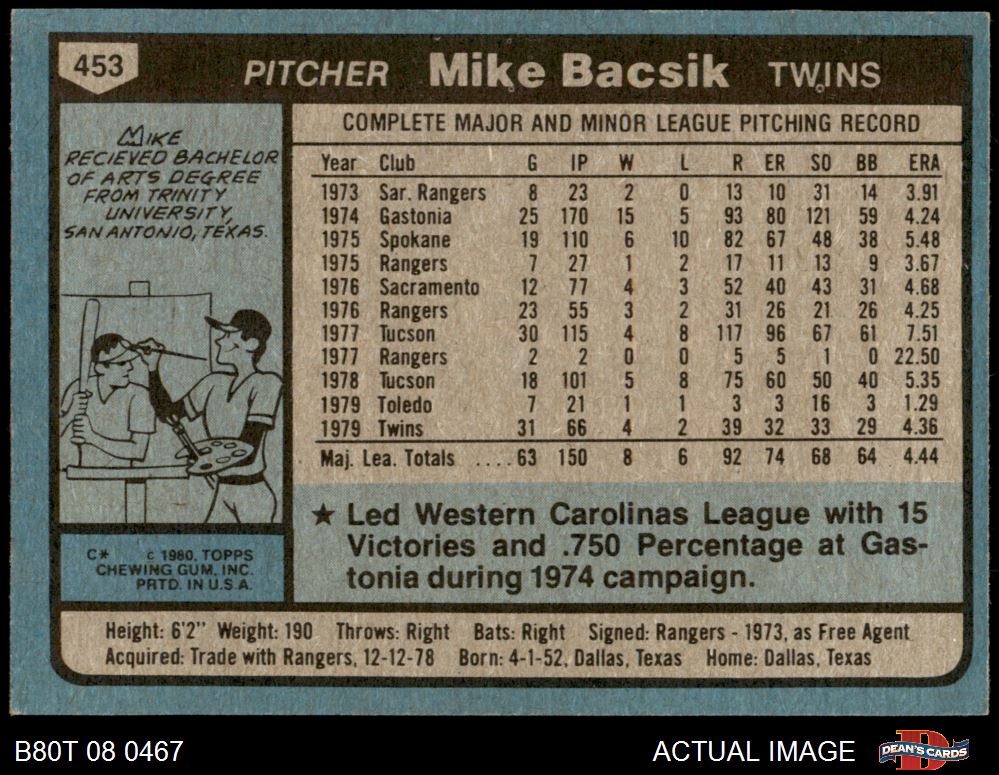 453 PITCHER Mike Bacsik TWINS
MIKE
RECIEVED BACHELOR
OF ARTS DEGREE
FROM TRINITY
UNIVERSITY,
SAN ANTONIO, TEXAS.
C* © 1980, TOPPS
CHEWING GUM, INC.
PRTD. IN U.S.A.
COMPLETE MAJOR AND MINOR LEAGUE PITCHING RECORD
Year Club G IP W L R ER SO BB ERA
1973 Sar. Rangers 8 23 2 0 13 10 31 14 3.91
1974 Gastonia 25 170 15 5 93 80 121 59 4.24
1975 Spokane 19 110 6 10 82 67 48 38 5.48
1975 Rangers 7 27 1 2 17 11 13 9 3.67
1976 Sacramento 12 77 4 3 52 40 43 31 4.68
1976 Rangers 23 55 3 2 31 26 21 26 4.25
1977 Tucson 30 115 4 8 117 96 67 61 7.51
1977 Rangers 2 2 0 0 5 5 1 0 22.50
1978 Tucson 18 101 5 8 75 60 50 40 5.35
1979 Toledo 7 21 1 1 3 3 16 3 1.29
1979 Twins 31 66 4 2 39 32 33 29 4.36
Maj. Lea. Totals ....63 150 8 6 92 74 68 64 4.44
★ Led Western Carolinas League with 15
Victories and .750 Percentage at Gas-
tonia during 1974 campaign.
Height: 6'2" Weight: 190 Throws: Right Bats: Right Signed: Rangers - 1973, as Free Agent
Acquired: Trade with Rangers, 12-12-78 Born: 4-1-52, Dallas, Texas Home: Dallas, Texas
B80T 08 0467 ACTUAL IMAGE DEAN'S CARDS